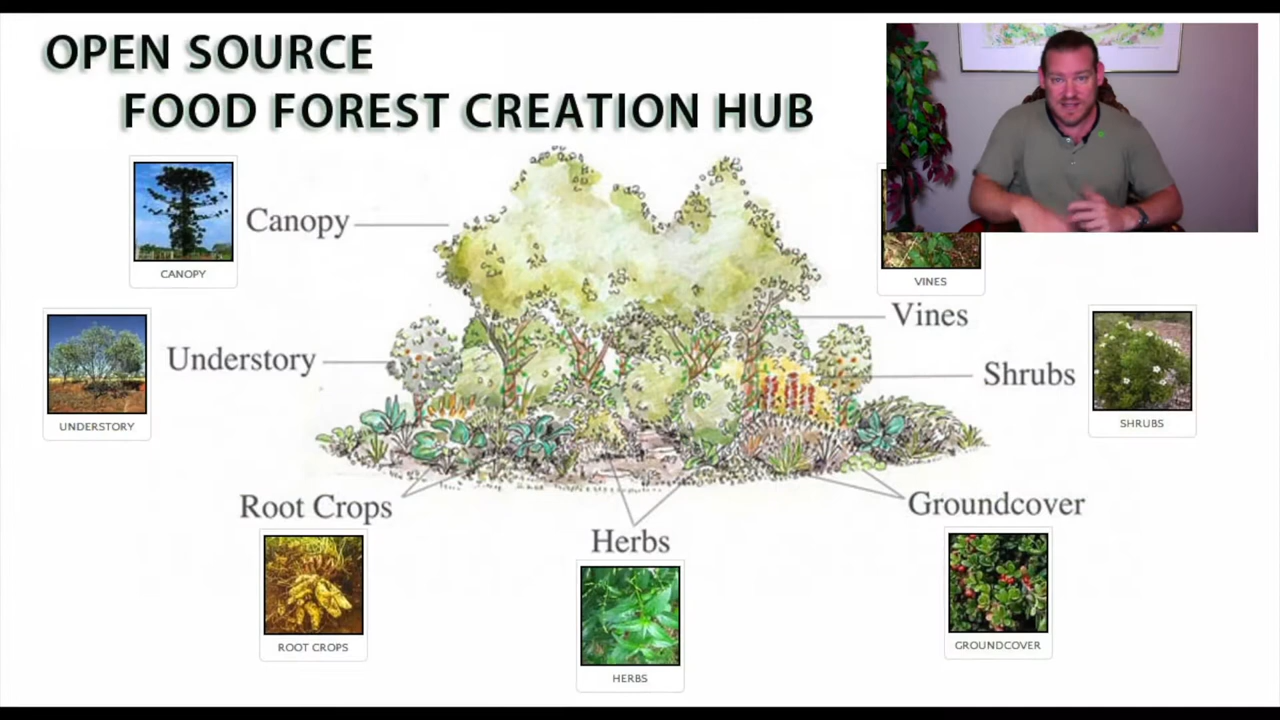 OPEN SOURCE
FOOD FOREST CREATION HUB
CANOPY
Canopy
VINES
Vines
UNDERSTORY
Understory
Shrubs
SHRUBS
Root Crops
Groundcover
ROOT CROPS
Herbs
HERBS
GROUNDCOVER